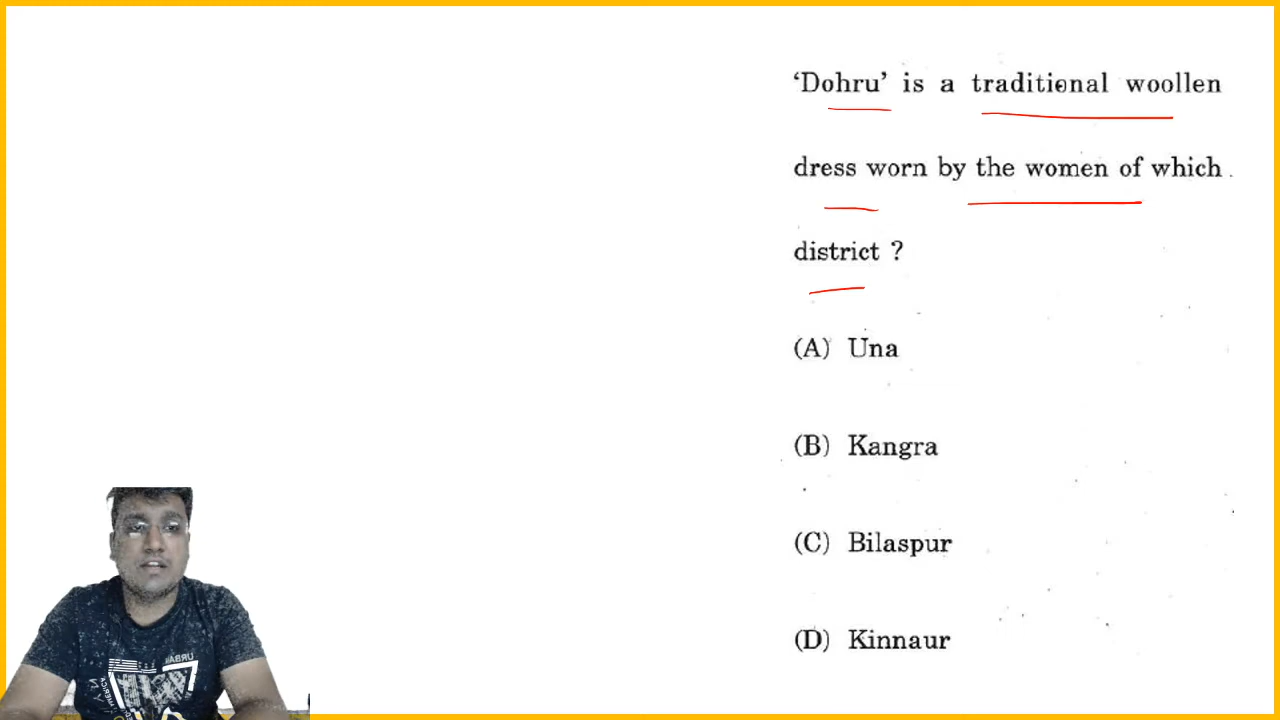 ‘Dohru’ is a traditional woollen
dress worn by the women of which
district ?
(A) Una
(B) Kangra
(C) Bilaspur
(D) Kinnaur